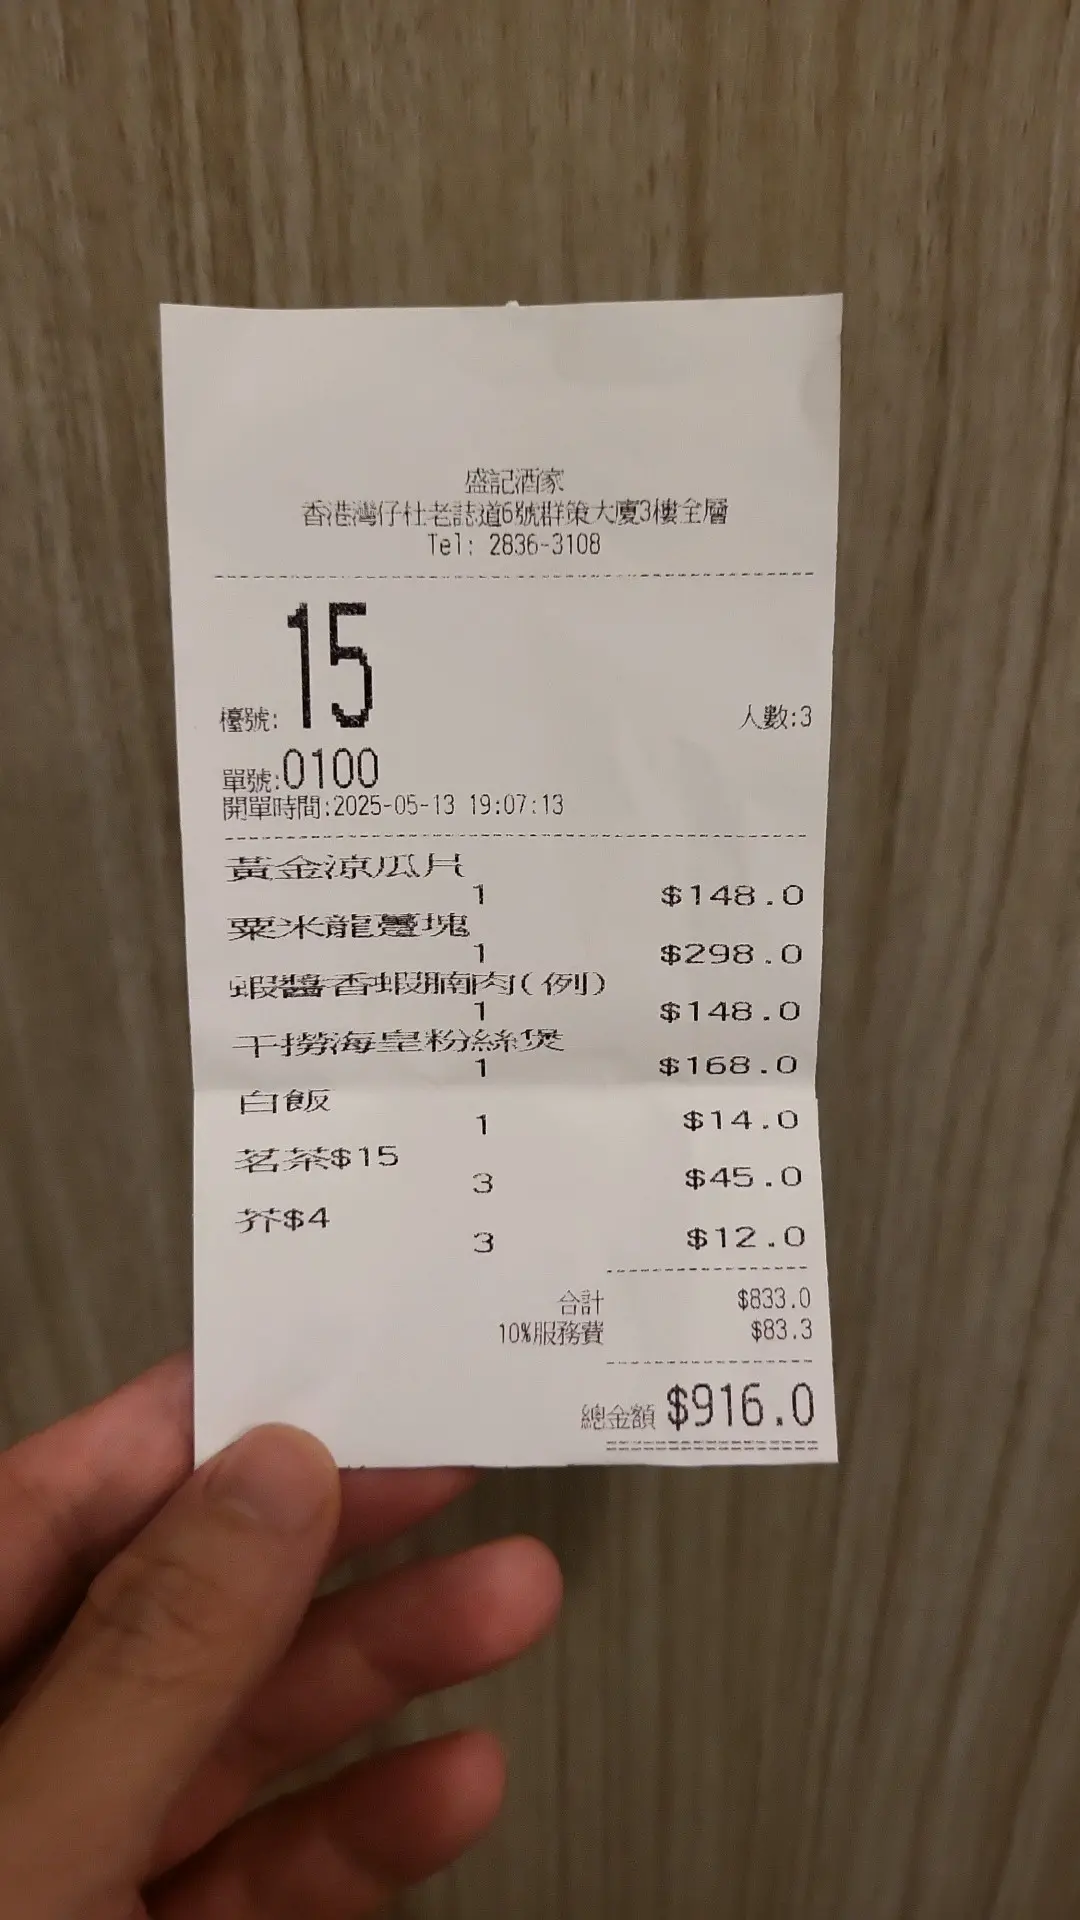 盛記酒家
香港灣仔杜老誌道6號群策大廈3樓全層
Tel: 2836-3108
檯號: 15 人數:3
單號:0100
開單時間:2025-05-13 19:07:13
黃金涼瓜片
1 $148.0
粟米龍躉塊
1 $298.0
蝦醬香蝦腩肉(例)
1 $148.0
干撈海皇粉絲煲
1 $168.0
白飯
1 $14.0
茗茶$15
3 $45.0
芥$4
3 $12.0
合計 $833.0
10%服務費 $83.3
總金額 $916.0